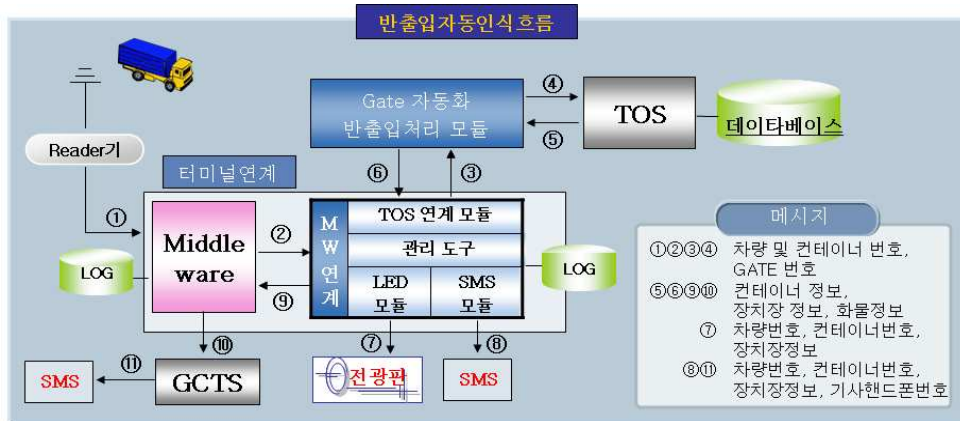 반출입자동인식흐름
Gate 자동화
반출입처리 모듈
④
⑤
TOS
데이타베이스
Reader기
터미널연계
⑥
③
①
Middle
ware
②
⑨
MW연계
TOS 연계 모듈
관리 도구
LED
모듈
SMS
모듈
LOG
LOG
⑩
⑦
⑧
⑪
SMS
GCTS
전광판
SMS
메시지
①②③④ 차량 및 컨테이너 번호,
GATE 번호
⑤⑥⑨⑩ 컨테이너 정보,
장치장 정보, 화물정보
⑦ 차량번호, 컨테이너번호,
장치장정보
⑧⑪ 차량번호, 컨테이너번호,
장치장정보, 기사핸드폰번호